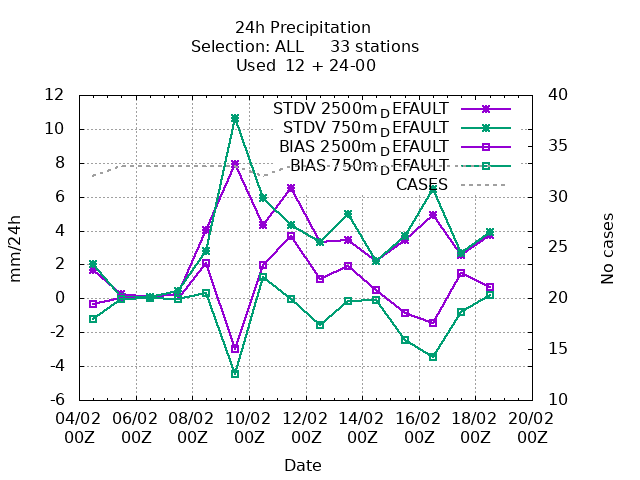 24h Precipitation
Selection: ALL     33 stations
Used  12 + 24-00
12
10
8
6
4
2
0
-2
-4
-6
mm/24h
STDV 2500m_DEFAULT
STDV 750m_DEFAULT
BIAS 2500m_DEFAULT
BIAS 750m_DEFAULT
CASES
40
35
30
25
20
15
10
No cases
04/02 06/02 08/02 10/02 12/02 14/02 16/02 18/02 20/02
00Z 00Z 00Z 00Z 00Z 00Z 00Z 00Z 00Z
Date